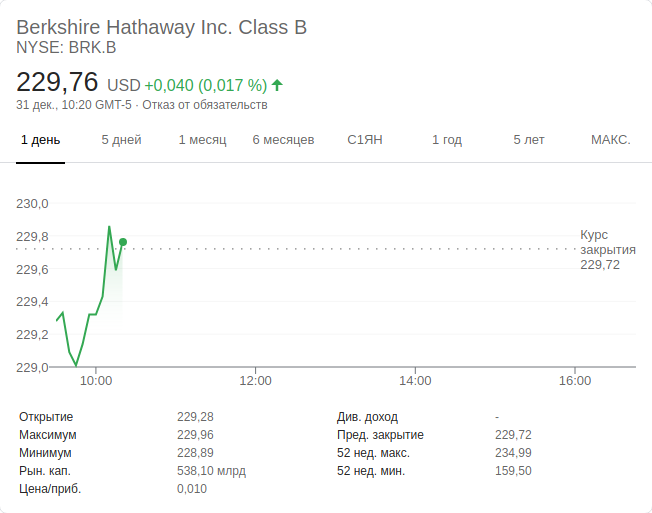 Berkshire Hathaway Inc. Class B
NYSE: BRK.B
229,76 USD +0,040 (0,017 %)
31 дек., 10:20 GMT-5 · Отказ от обязательств
1 день 5 дней 1 месяц 6 месяцев С1ЯН 1 год 5 лет МАКС.
230,0
229,8
229,6
229,4
229,2
229,0
Курс
закрытия
229,72
10:00 12:00 14:00 16:00
Открытие 229,28 Див. доход -
Максимум 229,96 Пред. закрытие 229,72
Минимум 228,89 52 нед. макс. 234,99
Рын. кап. 538,10 млрд 52 нед. мин. 159,50
Цена/приб. 0,010